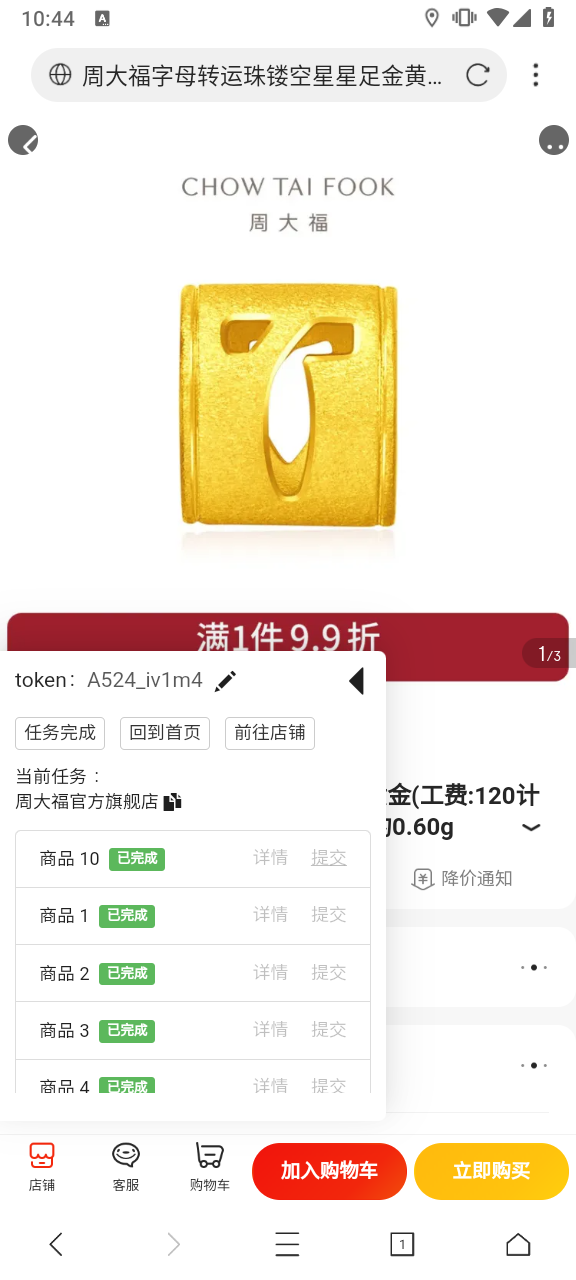 10:44
周大福字母转运珠镂空星星足金黄...
CHOW TAI FOOK
周大福
满1件9.9折
1/3
token： A524_iv1m4
任务完成 回到首页 前往店铺
当前任务：
周大福官方旗舰店
金(工费:120计
0.60g
降价通知
商品 10 已完成 详情 提交
商品 1 已完成 详情 提交
商品 2 已完成 详情 提交
商品 3 已完成 详情 提交
商品 4 已完成 详情 提交
店铺 客服 购物车 加入购物车 立即购买
1